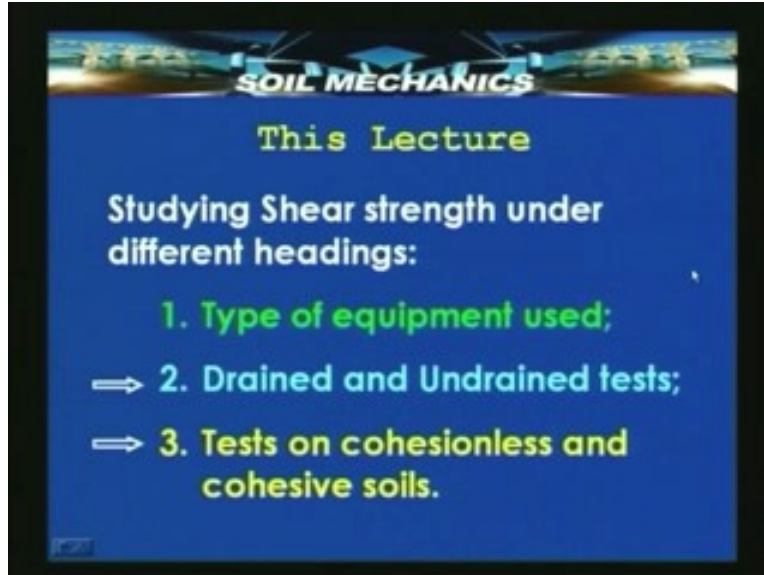 SOIL MECHANICS
This Lecture
Studying Shear strength under
different headings:
1. Type of equipment used;
2. Drained and Undrained tests;
3. Tests on cohesionless and
cohesive soils.